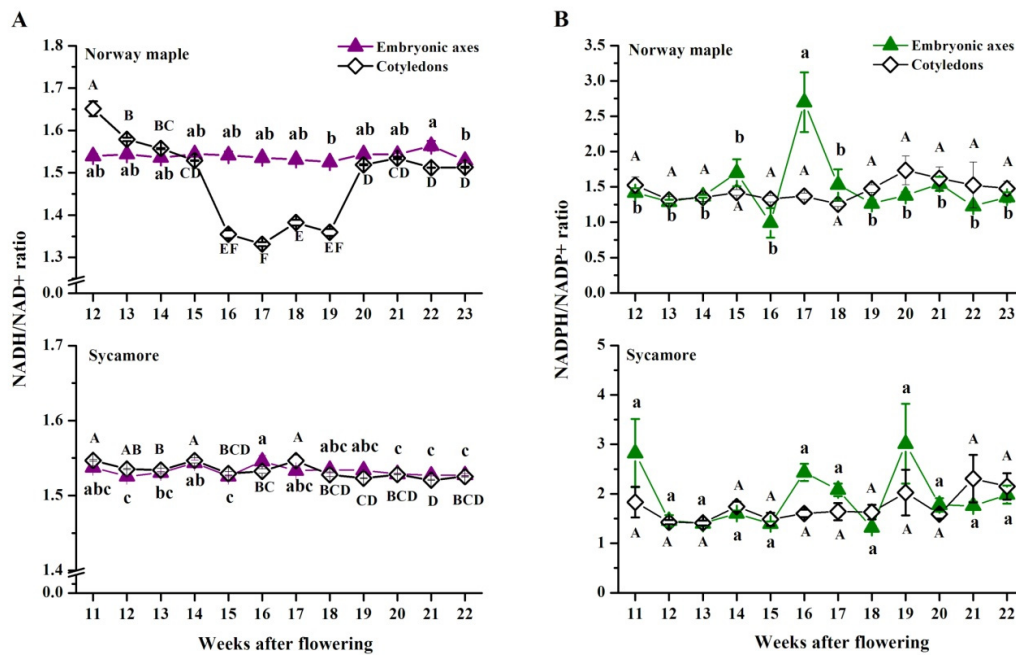 A
NADH/NAD+ ratio
Norway maple
Embryonic axes
Cotyledons
1.8
1.7
1.6
1.5
1.4
1.3
0.0
A B BC ab ab ab ab b ab ab a b
ab ab ab CD EF F E EF D CD D D
12 13 14 15 16 17 18 19 20 21 22 23
Sycamore
1.7
1.6
1.5
1.4
0.0
A AB B A BCD a A abc abc c c c
abc c bc ab c BC abc BCD CD BCD D BCD
11 12 13 14 15 16 17 18 19 20 21 22
Weeks after flowering
B
NADPH/NADP+ ratio
Norway maple
Embryonic axes
Cotyledons
3.5
3.0
2.5
2.0
1.5
1.0
0.5
0.0
a
A A A b A A b A A A A A
b b b A b A b b b b b
12 13 14 15 16 17 18 19 20 21 22 23
Sycamore
5
4
3
2
1
0
a a a A A a a A a a A A
A A A a a A A a A A a a
11 12 13 14 15 16 17 18 19 20 21 22
Weeks after flowering